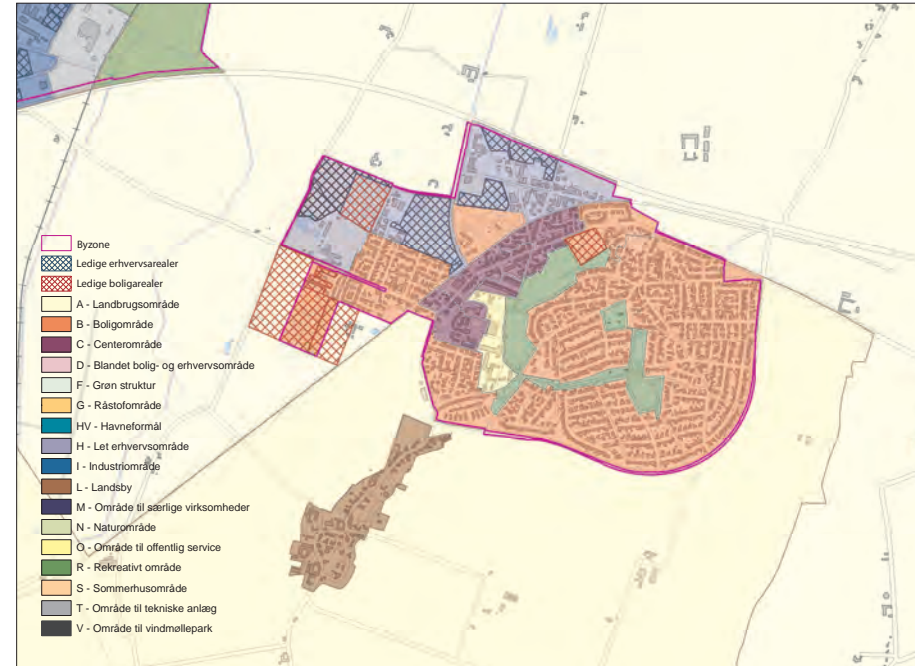 Byzone
Ledige erhvervsarealer
Ledige boligarealer
A - Landbrugsområde
B - Boligområde
C - Centerområde
D - Blandet bolig- og erhvervsområde
F - Grøn struktur
G - Råstofområde
HV - Havneformål
H - Let erhvervsområde
I - Industriområde
L - Landsby
M - Område til særlige virksomheder
N - Naturområde
O - Område til offentlig service
R - Rekreativt område
S - Sommerhusområde
T - Område til tekniske anlæg
V - Område til vindmøllepark